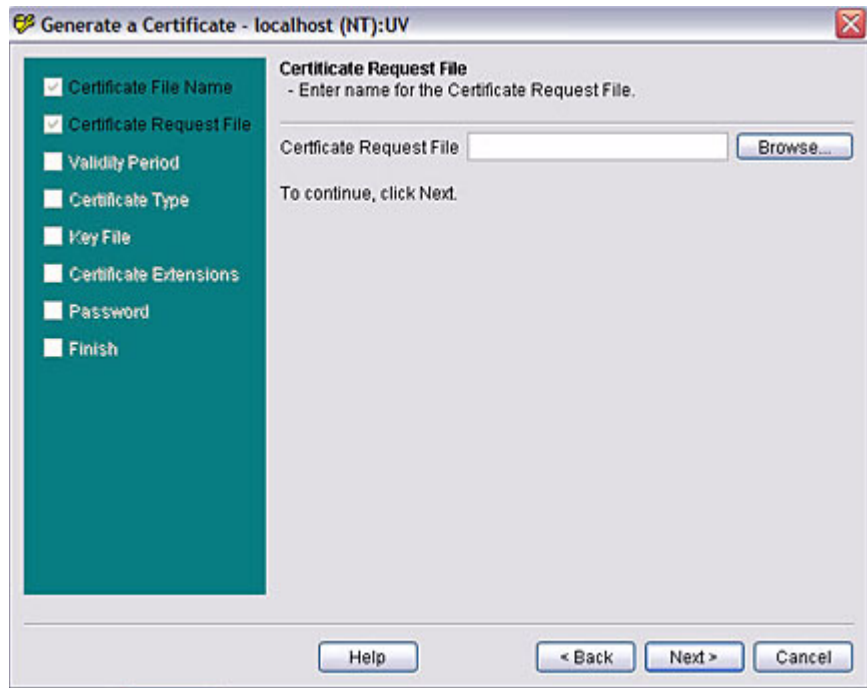 Generate a Certificate - localhost (NT):UV
Certificate File Name
Certificate Request File
Validity Period
Certificate Type
Key File
Certificate Extensions
Password
Finish
Certificate Request File
- Enter name for the Certificate Request File.
Certficate Request File
Browse...
To continue, click Next.
Help
< Back
Next >
Cancel